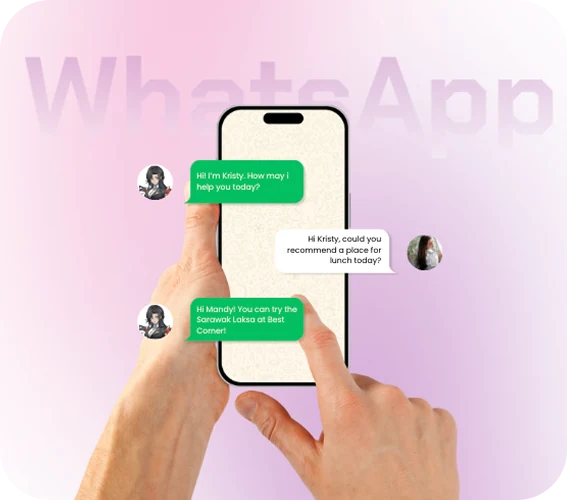 WhatsApp
Hi! I'm Kristy. How may i
help you today?
Hi Kristy, could you
recommend a place for
lunch today?
Hi Mandy! You can try the
Sarawak Laksa at Best
Corner!